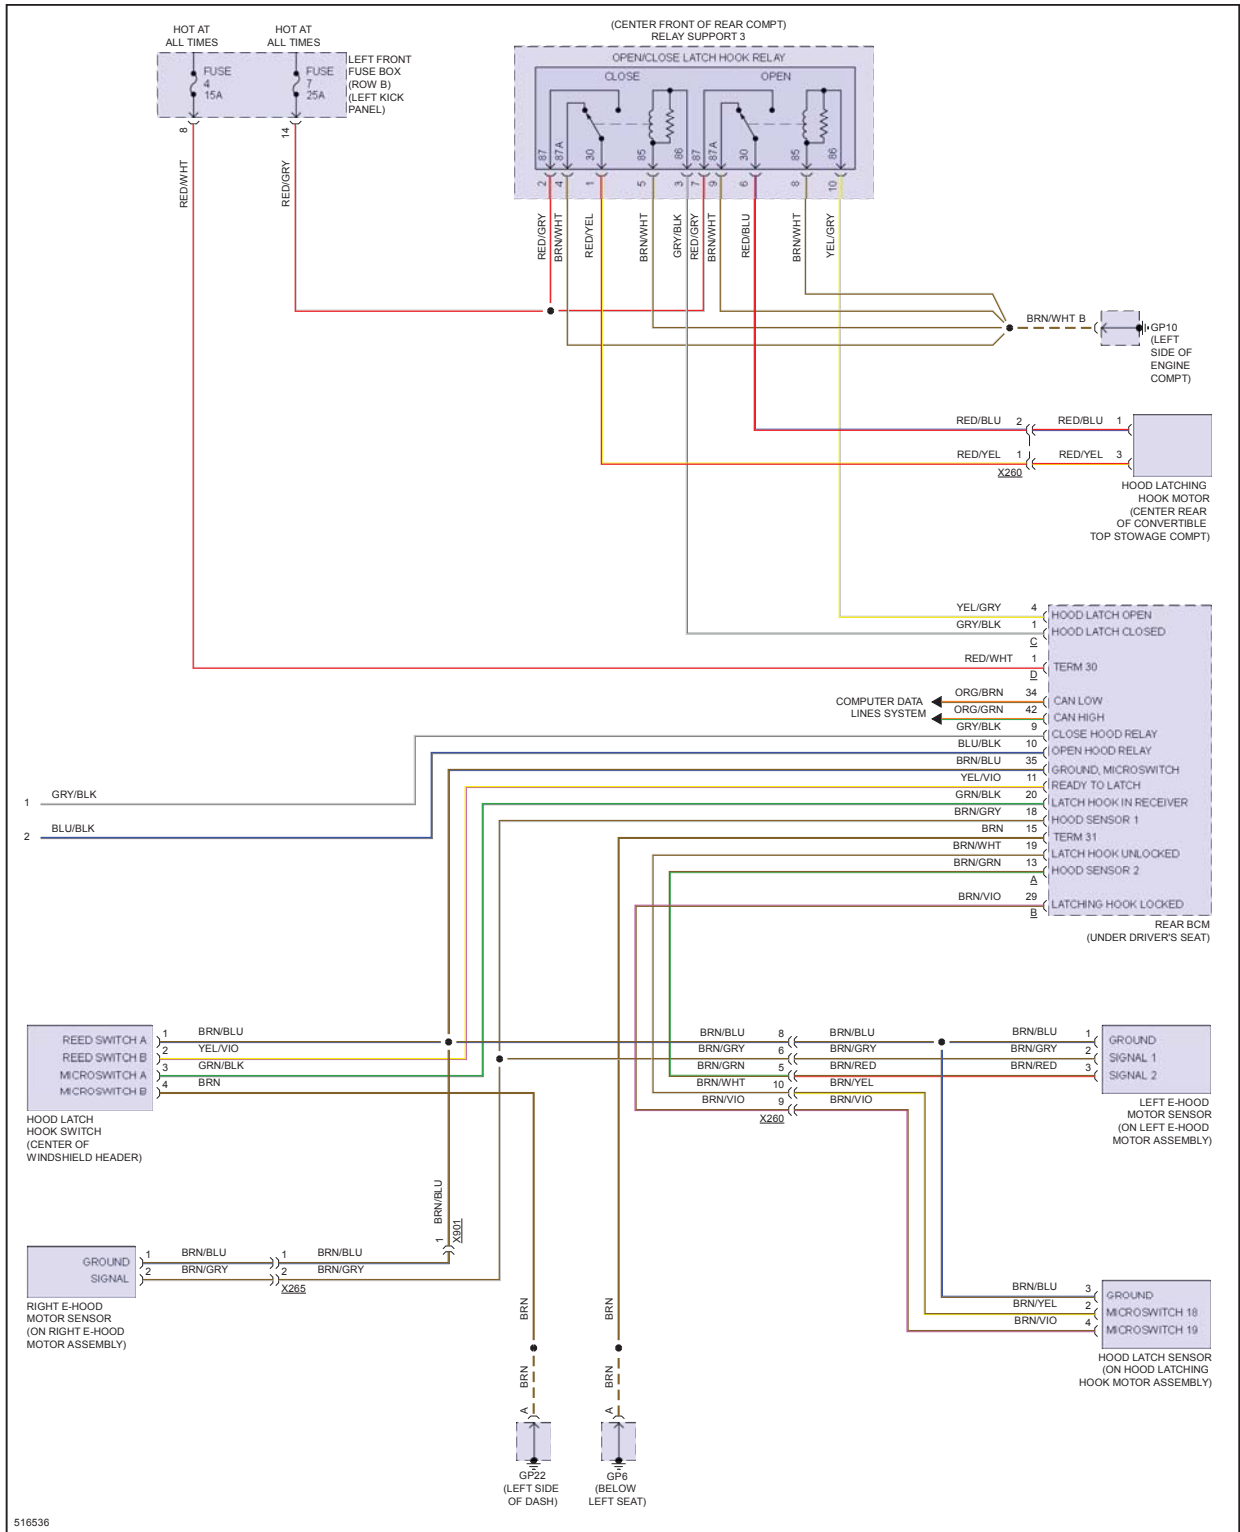 HOT AT
ALL TIMES
HOT AT
ALL TIMES
FUSE
4
15A
FUSE
7
25A
LEFT FRONT
FUSE BOX
(ROW B)
(LEFT KICK
PANEL)
8
14
RED/WHT
RED/GRY
(CENTER FRONT OF REAR COMPT)
RELAY SUPPORT 3
OPEN/CLOSE LATCH HOOK RELAY
CLOSE
OPEN
87
87A
30
85
86
87
87A
30
85
86
2
4
1
5
3
7
9
6
8
10
RED/GRY
BRN/WHT
RED/YEL
BRN/WHT
GRY/BLK
RED/GRY
BRN/WHT
RED/BLU
BRN/WHT
YEL/GRY
BRN/WHT B
GP10
(LEFT
SIDE OF
ENGINE
COMPT)
RED/BLU 2
RED/BLU 1
RED/YEL 1
RED/YEL 3
X260
HOOD LATCHING
HOOK MOTOR
(CENTER REAR
OF CONVERTIBLE
TOP STOWAGE COMPT)
YEL/GRY 4 HOOD LATCH OPEN
GRY/BLK 1 HOOD LATCH CLOSED
C
RED/WHT 1 TERM 30
D
COMPUTER DATA
LINES SYSTEM
ORG/BRN 34 CAN LOW
ORG/GRN 42 CAN HIGH
GRY/BLK 9 CLOSE HOOD RELAY
BLU/BLK 10 OPEN HOOD RELAY
BRN/BLU 35 GROUND, MICROSWITCH
YEL/VIO 11 READY TO LATCH
GRN/BLK 20 LATCH HOOK IN RECEIVER
BRN/GRY 18 HOOD SENSOR 1
BRN 15 TERM 31
BRN/WHT 19 LATCH HOOK UNLOCKED
BRN/GRN 13 HOOD SENSOR 2
A
BRN/VIO 29 LATCHING HOOK LOCKED
B
REAR BCM
(UNDER DRIVER'S SEAT)
1 GRY/BLK
2 BLU/BLK
REED SWITCH A 1 BRN/BLU
REED SWITCH B 2 YEL/VIO
MICROSWITCH A 3 GRN/BLK
MICROSWITCH B 4 BRN
HOOD LATCH
HOOK SWITCH
(CENTER OF
WINDSHIELD HEADER)
BRN/BLU 8 BRN/BLU
BRN/GRY 6 BRN/GRY
BRN/GRN 5 BRN/RED
BRN/WHT 10 BRN/YEL
BRN/VIO 9 BRN/VIO
X260
BRN/BLU 1 GROUND
BRN/GRY 2 SIGNAL 1
BRN/RED 3 SIGNAL 2
LEFT E-HOOD
MOTOR SENSOR
(ON LEFT E-HOOD
MOTOR ASSEMBLY)
BRN/BLU
1
X901
GROUND 1 BRN/BLU 1 BRN/BLU
SIGNAL 2 BRN/GRY 2 BRN/GRY
X265
RIGHT E-HOOD
MOTOR SENSOR
(ON RIGHT E-HOOD
MOTOR ASSEMBLY)
BRN
BRN
BRN
BRN
A
A
GP22
(LEFT SIDE
OF DASH)
GP6
(BELOW
LEFT SEAT)
BRN/BLU 3 GROUND
BRN/YEL 2 MICROSWITCH 18
BRN/VIO 4 MICROSWITCH 19
HOOD LATCH SENSOR
(ON HOOD LATCHING
HOOK MOTOR ASSEMBLY)
516536